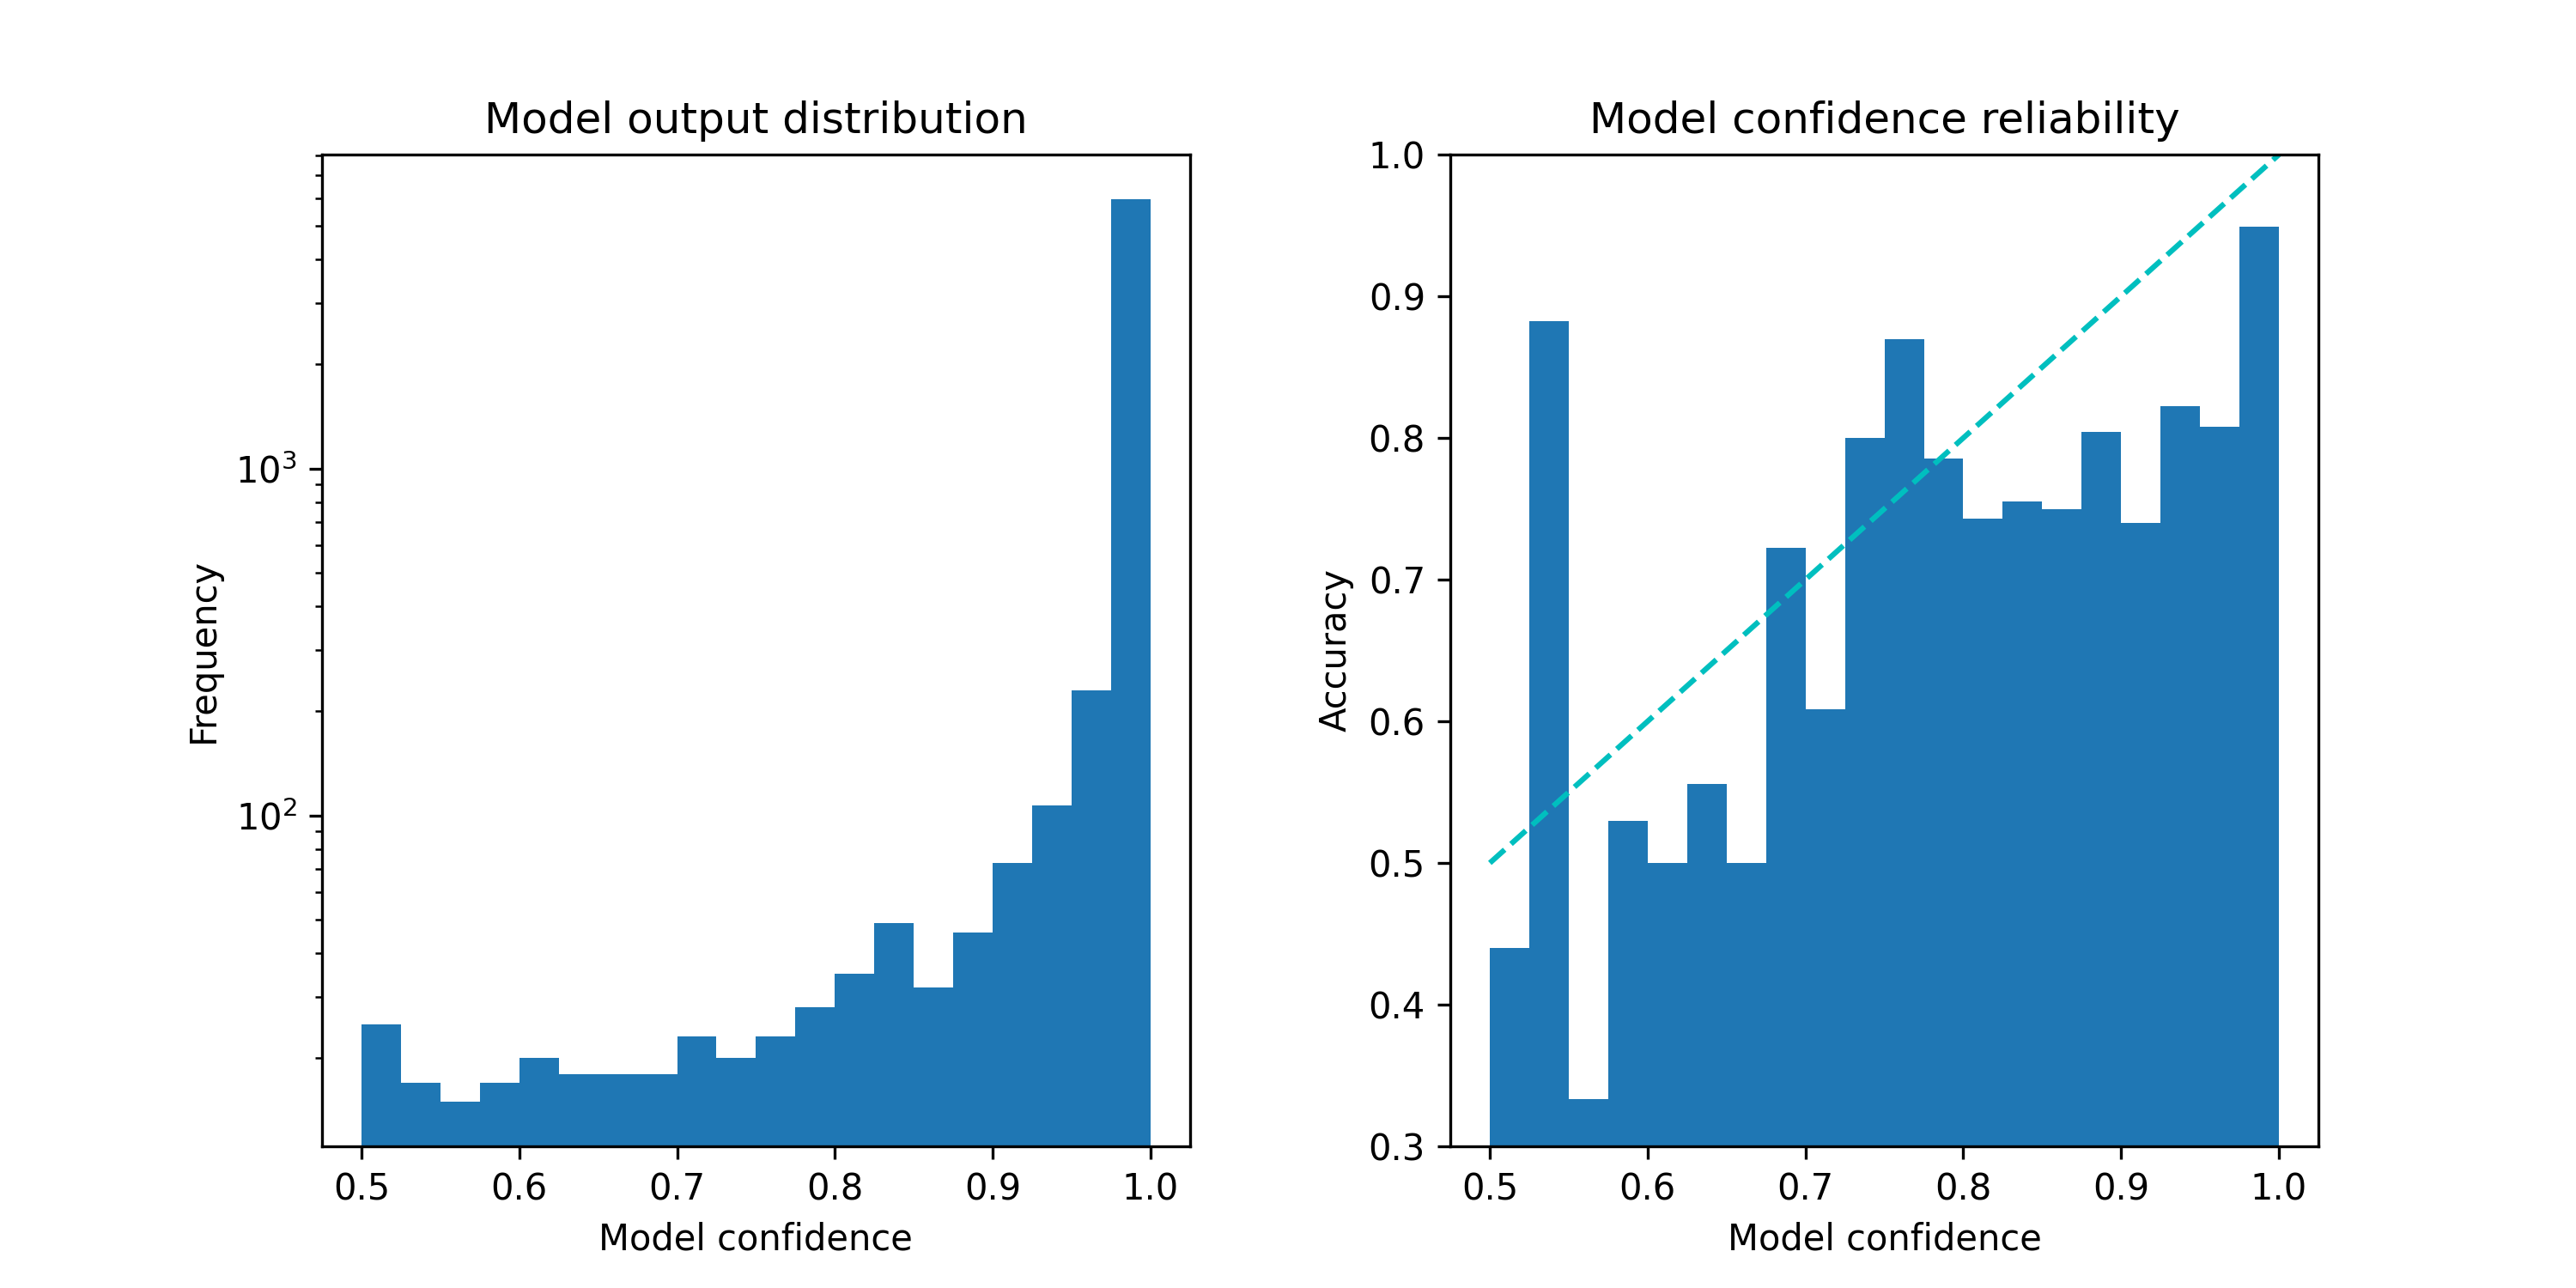 Model output distribution
Frequency
10³
10²
0.5 0.6 0.7 0.8 0.9 1.0
Model confidence
Model confidence reliability
Accuracy
1.0
0.9
0.8
0.7
0.6
0.5
0.4
0.3
0.5 0.6 0.7 0.8 0.9 1.0
Model confidence